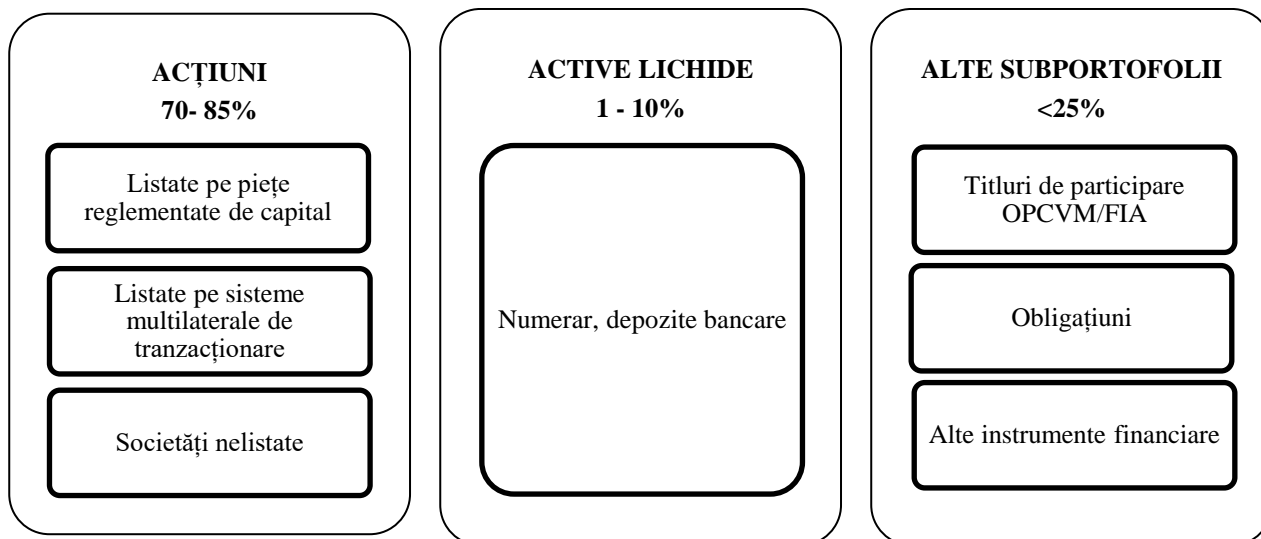 ACȚIUNI
70- 85%
Listate pe piețe
reglementate de capital
Listate pe sisteme
multilaterale de
tranzacționare
Societăți nelistate
ACTIVE LICHIDE
1 - 10%
Numerar, depozite bancare
ALTE SUBPORTOFOLII
<25%
Titluri de participare
OPCVM/FIA
Obligațiuni
Alte instrumente financiare